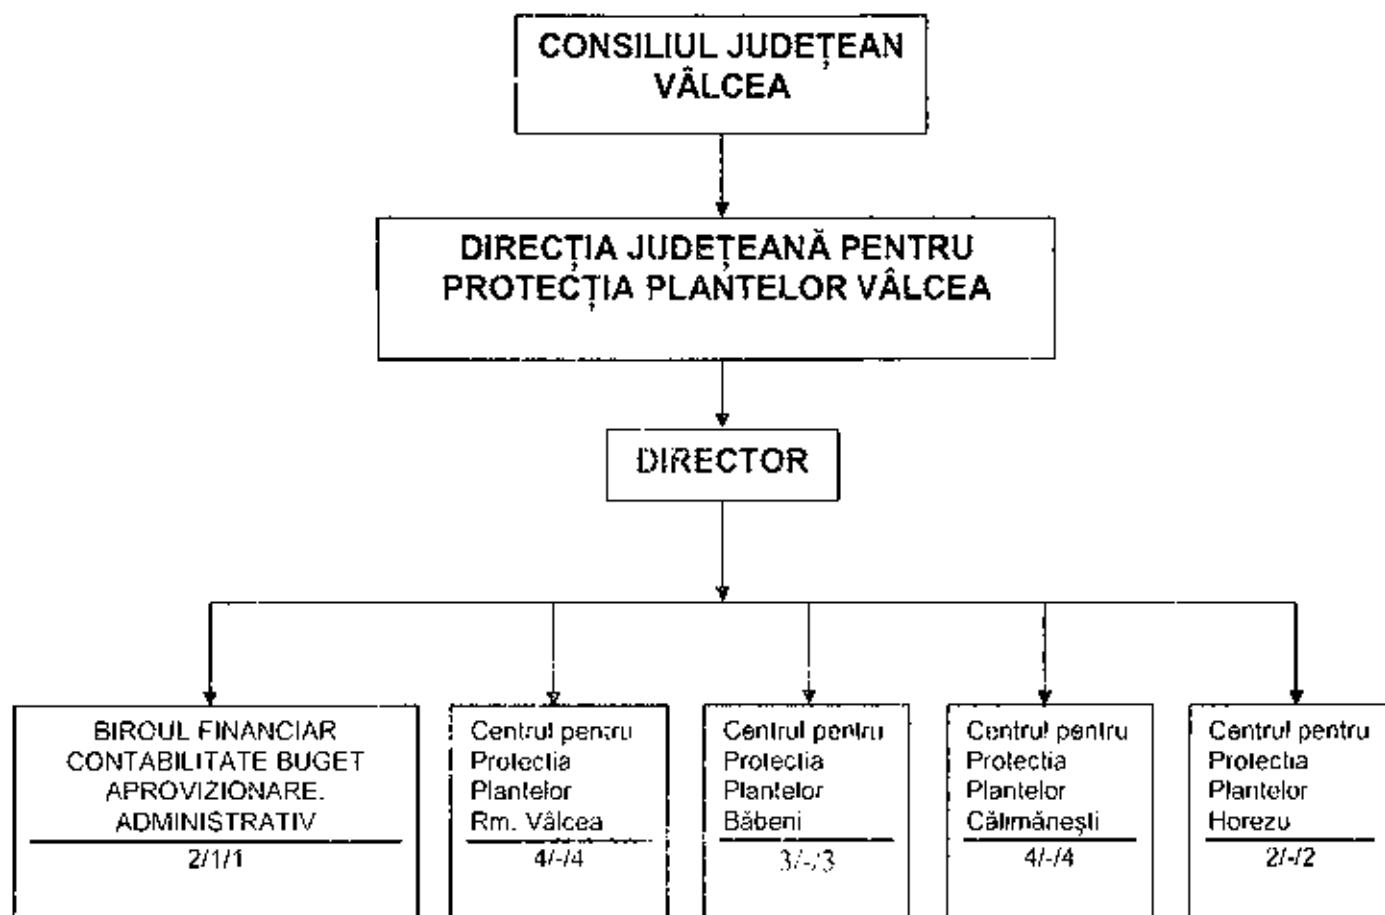 CONSILIUL JUDEȚEAN
VÂLCEA
DIRECȚIA JUDEȚEANĂ PENTRU
PROTECȚIA PLANTELOR VÂLCEA
DIRECTOR
BIROUL FINANCIAR
CONTABILITATE BUGET
APROVIZIONARE.
ADMINISTRATIV
2/1/1
Centrul pentru
Protectia
Plantelor
Rm. Vâlcea
4/-/4
Centrul pentru
Protectia
Plantelor
Băbeni
3/-/3
Centrul pentru
Protectia
Plantelor
Călimănești
4/-/4
Centrul pentru
Protectia
Plantelor
Horezu
2/-/2